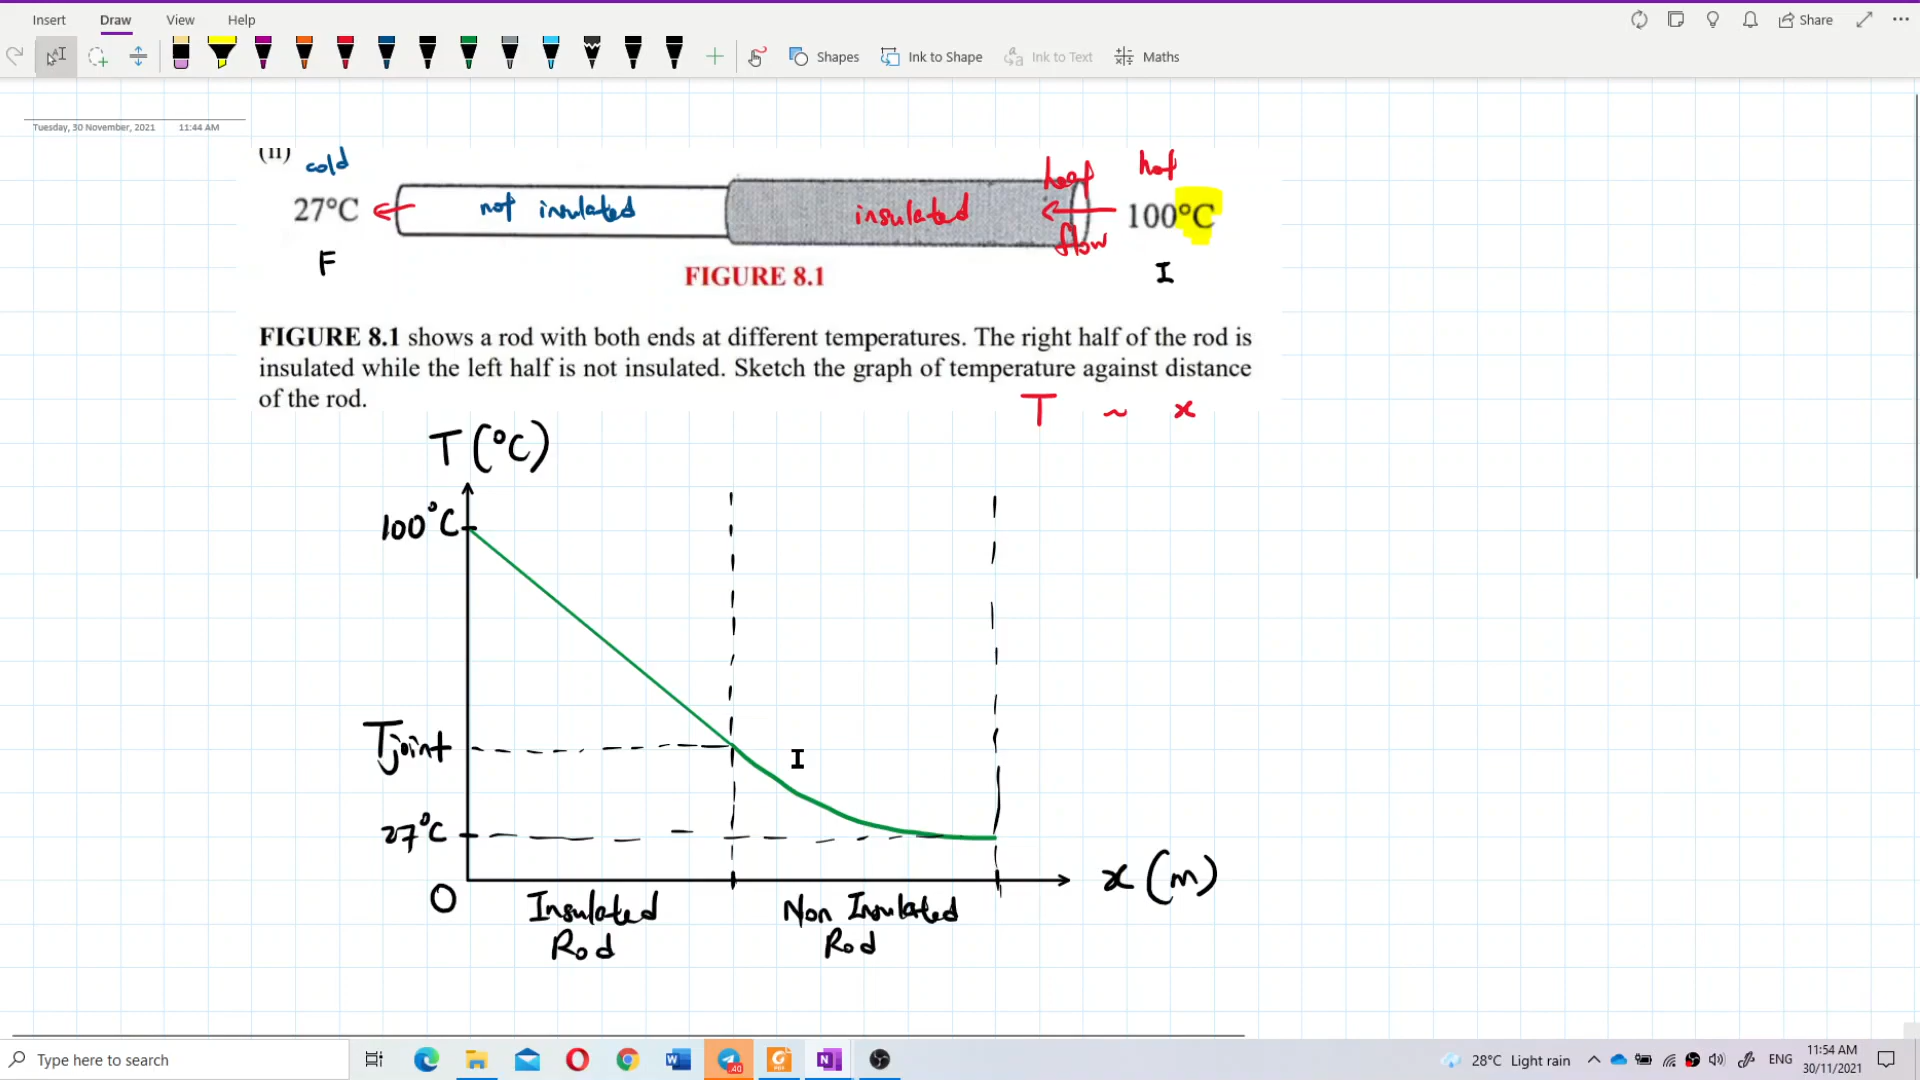 Insert Draw View Help
Share
Shapes Ink to Shape Ink to Text Maths
Tuesday, 30 November, 2021 11:44 AM
(ii)
cold
hot
heat
27°C
not insulated
insulated
100°C
flow
F
I
FIGURE 8.1
FIGURE 8.1 shows a rod with both ends at different temperatures. The right half of the rod is
insulated while the left half is not insulated. Sketch the graph of temperature against distance
of the rod.
T ~ x
T (°C)
100°C
Tjoint
I
27°C
O
x (m)
Insulated
Rod
Non Insulated
Rod
Type here to search
28°C Light rain
ENG
11:54 AM
30/11/2021